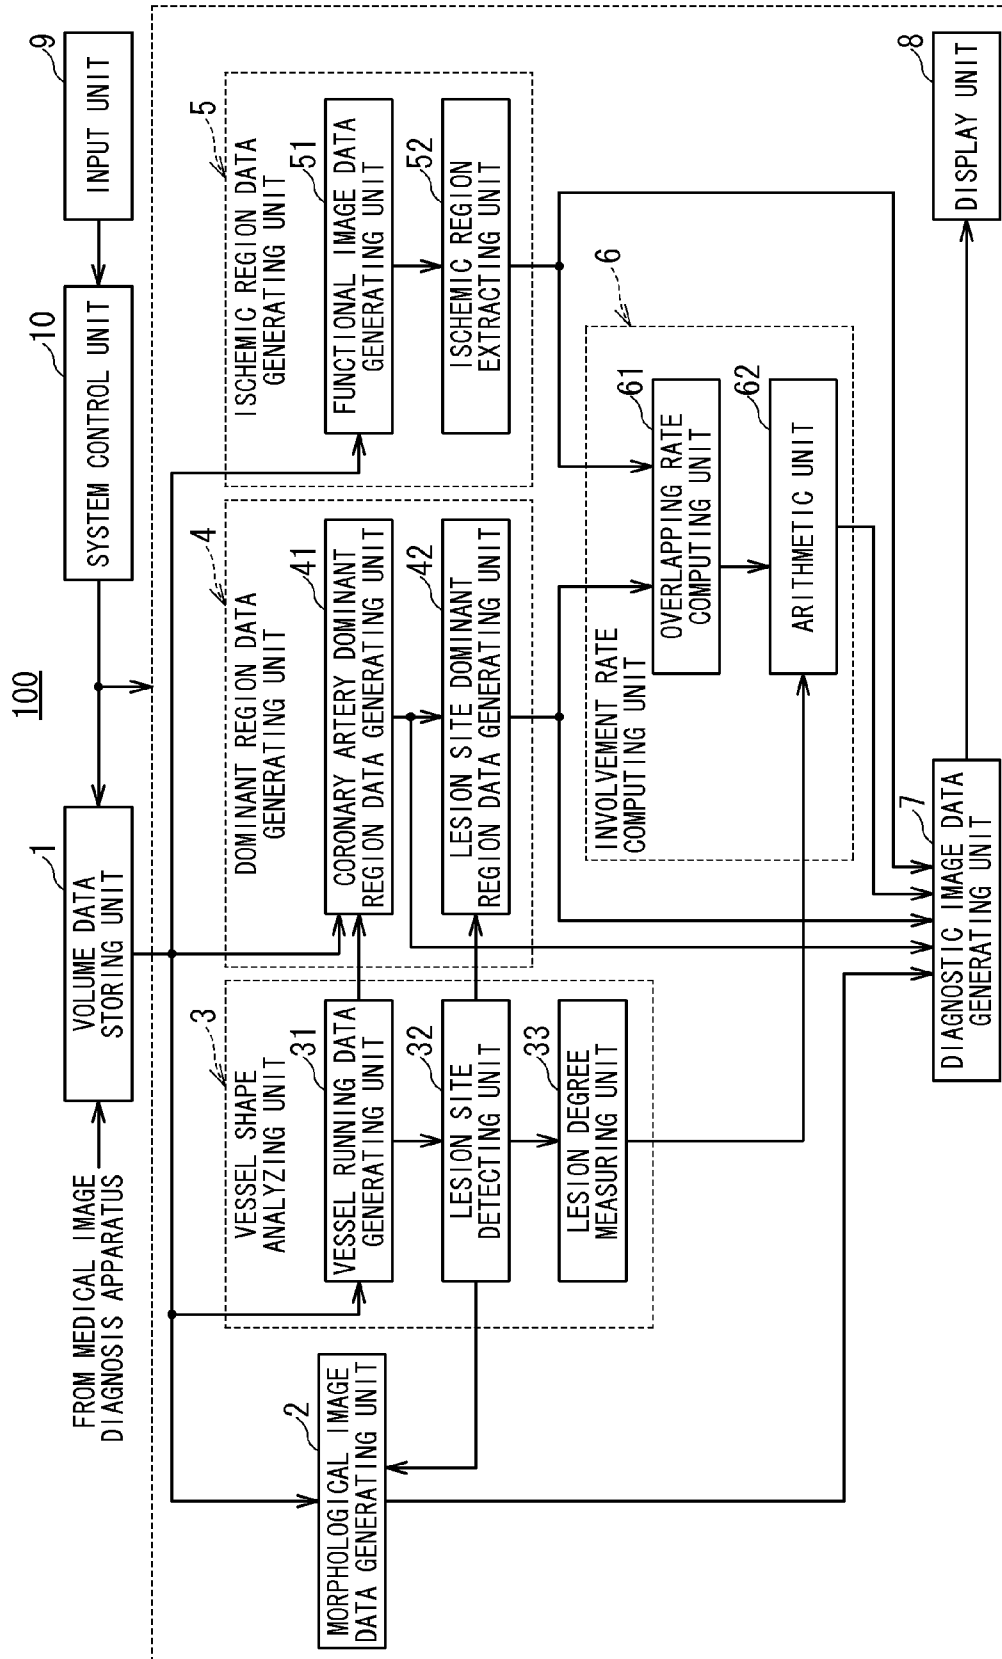 100
FROM MEDICAL IMAGE
DIAGNOSIS APPARATUS
1
VOLUME DATA
STORING UNIT
10
SYSTEM CONTROL UNIT
9
INPUT UNIT
2
MORPHOLOGICAL IMAGE
DATA GENERATING UNIT
3
VESSEL SHAPE
ANALYZING UNIT
31
VESSEL RUNNING DATA
GENERATING UNIT
32
LESION SITE
DETECTING UNIT
33
LESION DEGREE
MEASURING UNIT
4
DOMINANT REGION DATA
GENERATING UNIT
41
CORONARY ARTERY DOMINANT
REGION DATA GENERATING UNIT
42
LESION SITE DOMINANT
REGION DATA GENERATING UNIT
5
ISCHEMIC REGION DATA
GENERATING UNIT
51
FUNCTIONAL IMAGE DATA
GENERATING UNIT
52
ISCHEMIC REGION
EXTRACTING UNIT
6
INVOLVEMENT RATE
COMPUTING UNIT
61
OVERLAPPING RATE
COMPUTING UNIT
62
ARITHMETIC UNIT
7
DIAGNOSTIC IMAGE DATA
GENERATING UNIT
8
DISPLAY UNIT